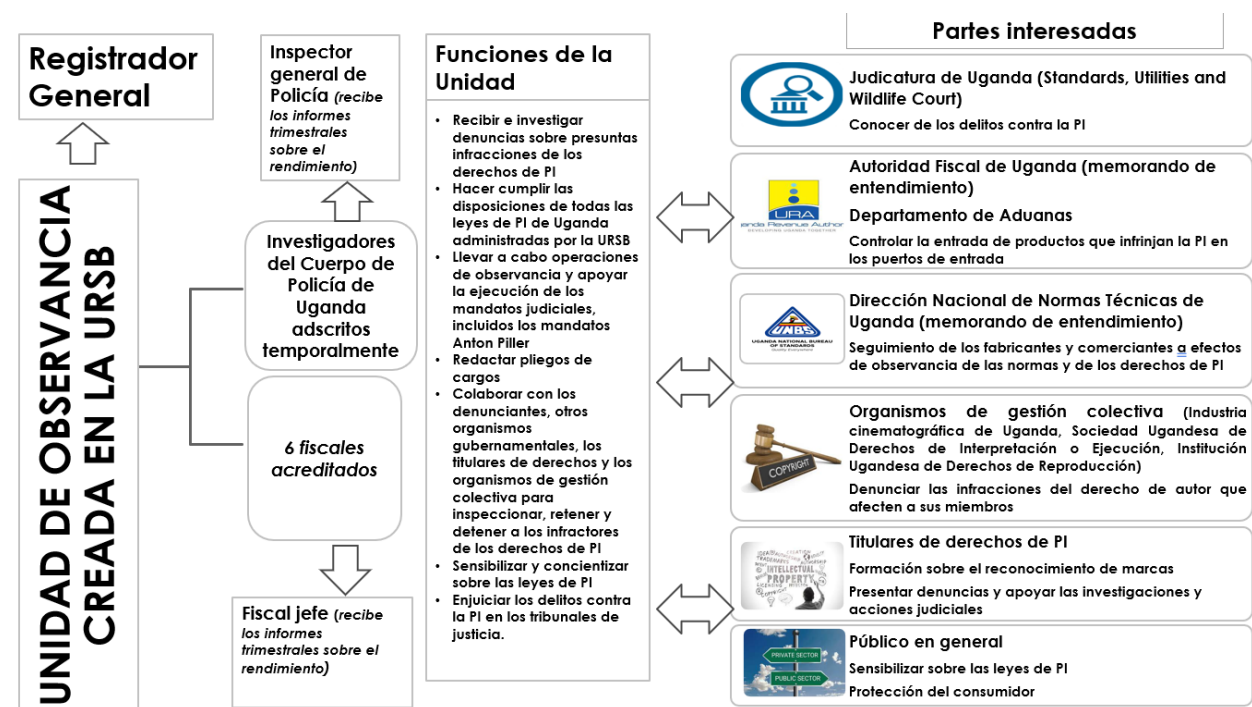 Registrador
General
UNIDAD DE OBSERVANCIA
CREADA EN LA URSB
Inspector
general de
Policía (recibe
los informes
trimestrales
sobre el
rendimiento)
Investigadores
del Cuerpo de
Policía de
Uganda
adscritos
temporalmente
6 fiscales
acreditados
Fiscal jefe (recibe
los informes
trimestrales sobre el
rendimiento)
Funciones de la
Unidad
• Recibir e investigar
denuncias sobre presuntas
infracciones de los
derechos de PI
• Hacer cumplir las
disposiciones de todas las
leyes de PI de Uganda
administradas por la URSB
• Llevar a cabo operaciones
de observancia y apoyar
la ejecución de los
mandatos judiciales,
incluidos los mandatos
Anton Piller
• Redactar pliegos de
cargos
• Colaborar con los
denunciantes, otros
organismos
gubernamentales, los
titulares de derechos y los
organismos de gestión
colectiva para
inspeccionar, retener y
detener a los infractores
de los derechos de PI
• Sensibilizar y concientizar
sobre las leyes de PI
• Enjuiciar los delitos contra
la PI en los tribunales de
justicia.
Partes interesadas
Judicatura de Uganda (Standards, Utilities and
Wildlife Court)
Conocer de los delitos contra la PI
URA
anda Revenue Author
DEVELOPING UGANDA TOGETHER
Autoridad Fiscal de Uganda (memorando de
entendimiento)
Departamento de Aduanas
Controlar la entrada de productos que infrinjan la PI en
los puertos de entrada
UNBS
UGANDA NATIONAL BUREAU
OF STANDARDS
Dirección Nacional de Normas Técnicas de
Uganda (memorando de entendimiento)
Seguimiento de los fabricantes y comerciantes a efectos
de observancia de las normas y de los derechos de PI
COPYRIGHT
Organismos de gestión colectiva (Industria
cinematográfica de Uganda, Sociedad Ugandesa de
Derechos de Interpretación o Ejecución, Institución
Ugandesa de Derechos de Reproducción)
Denunciar las infracciones del derecho de autor que
afecten a sus miembros
INTELLECTUAL
PROPERTY
Titulares de derechos de PI
Formación sobre el reconocimiento de marcas
Presentar denuncias y apoyar las investigaciones y
acciones judiciales
PRIVATE SECTOR
PUBLIC SECTOR
Público en general
Sensibilizar sobre las leyes de PI
Protección del consumidor